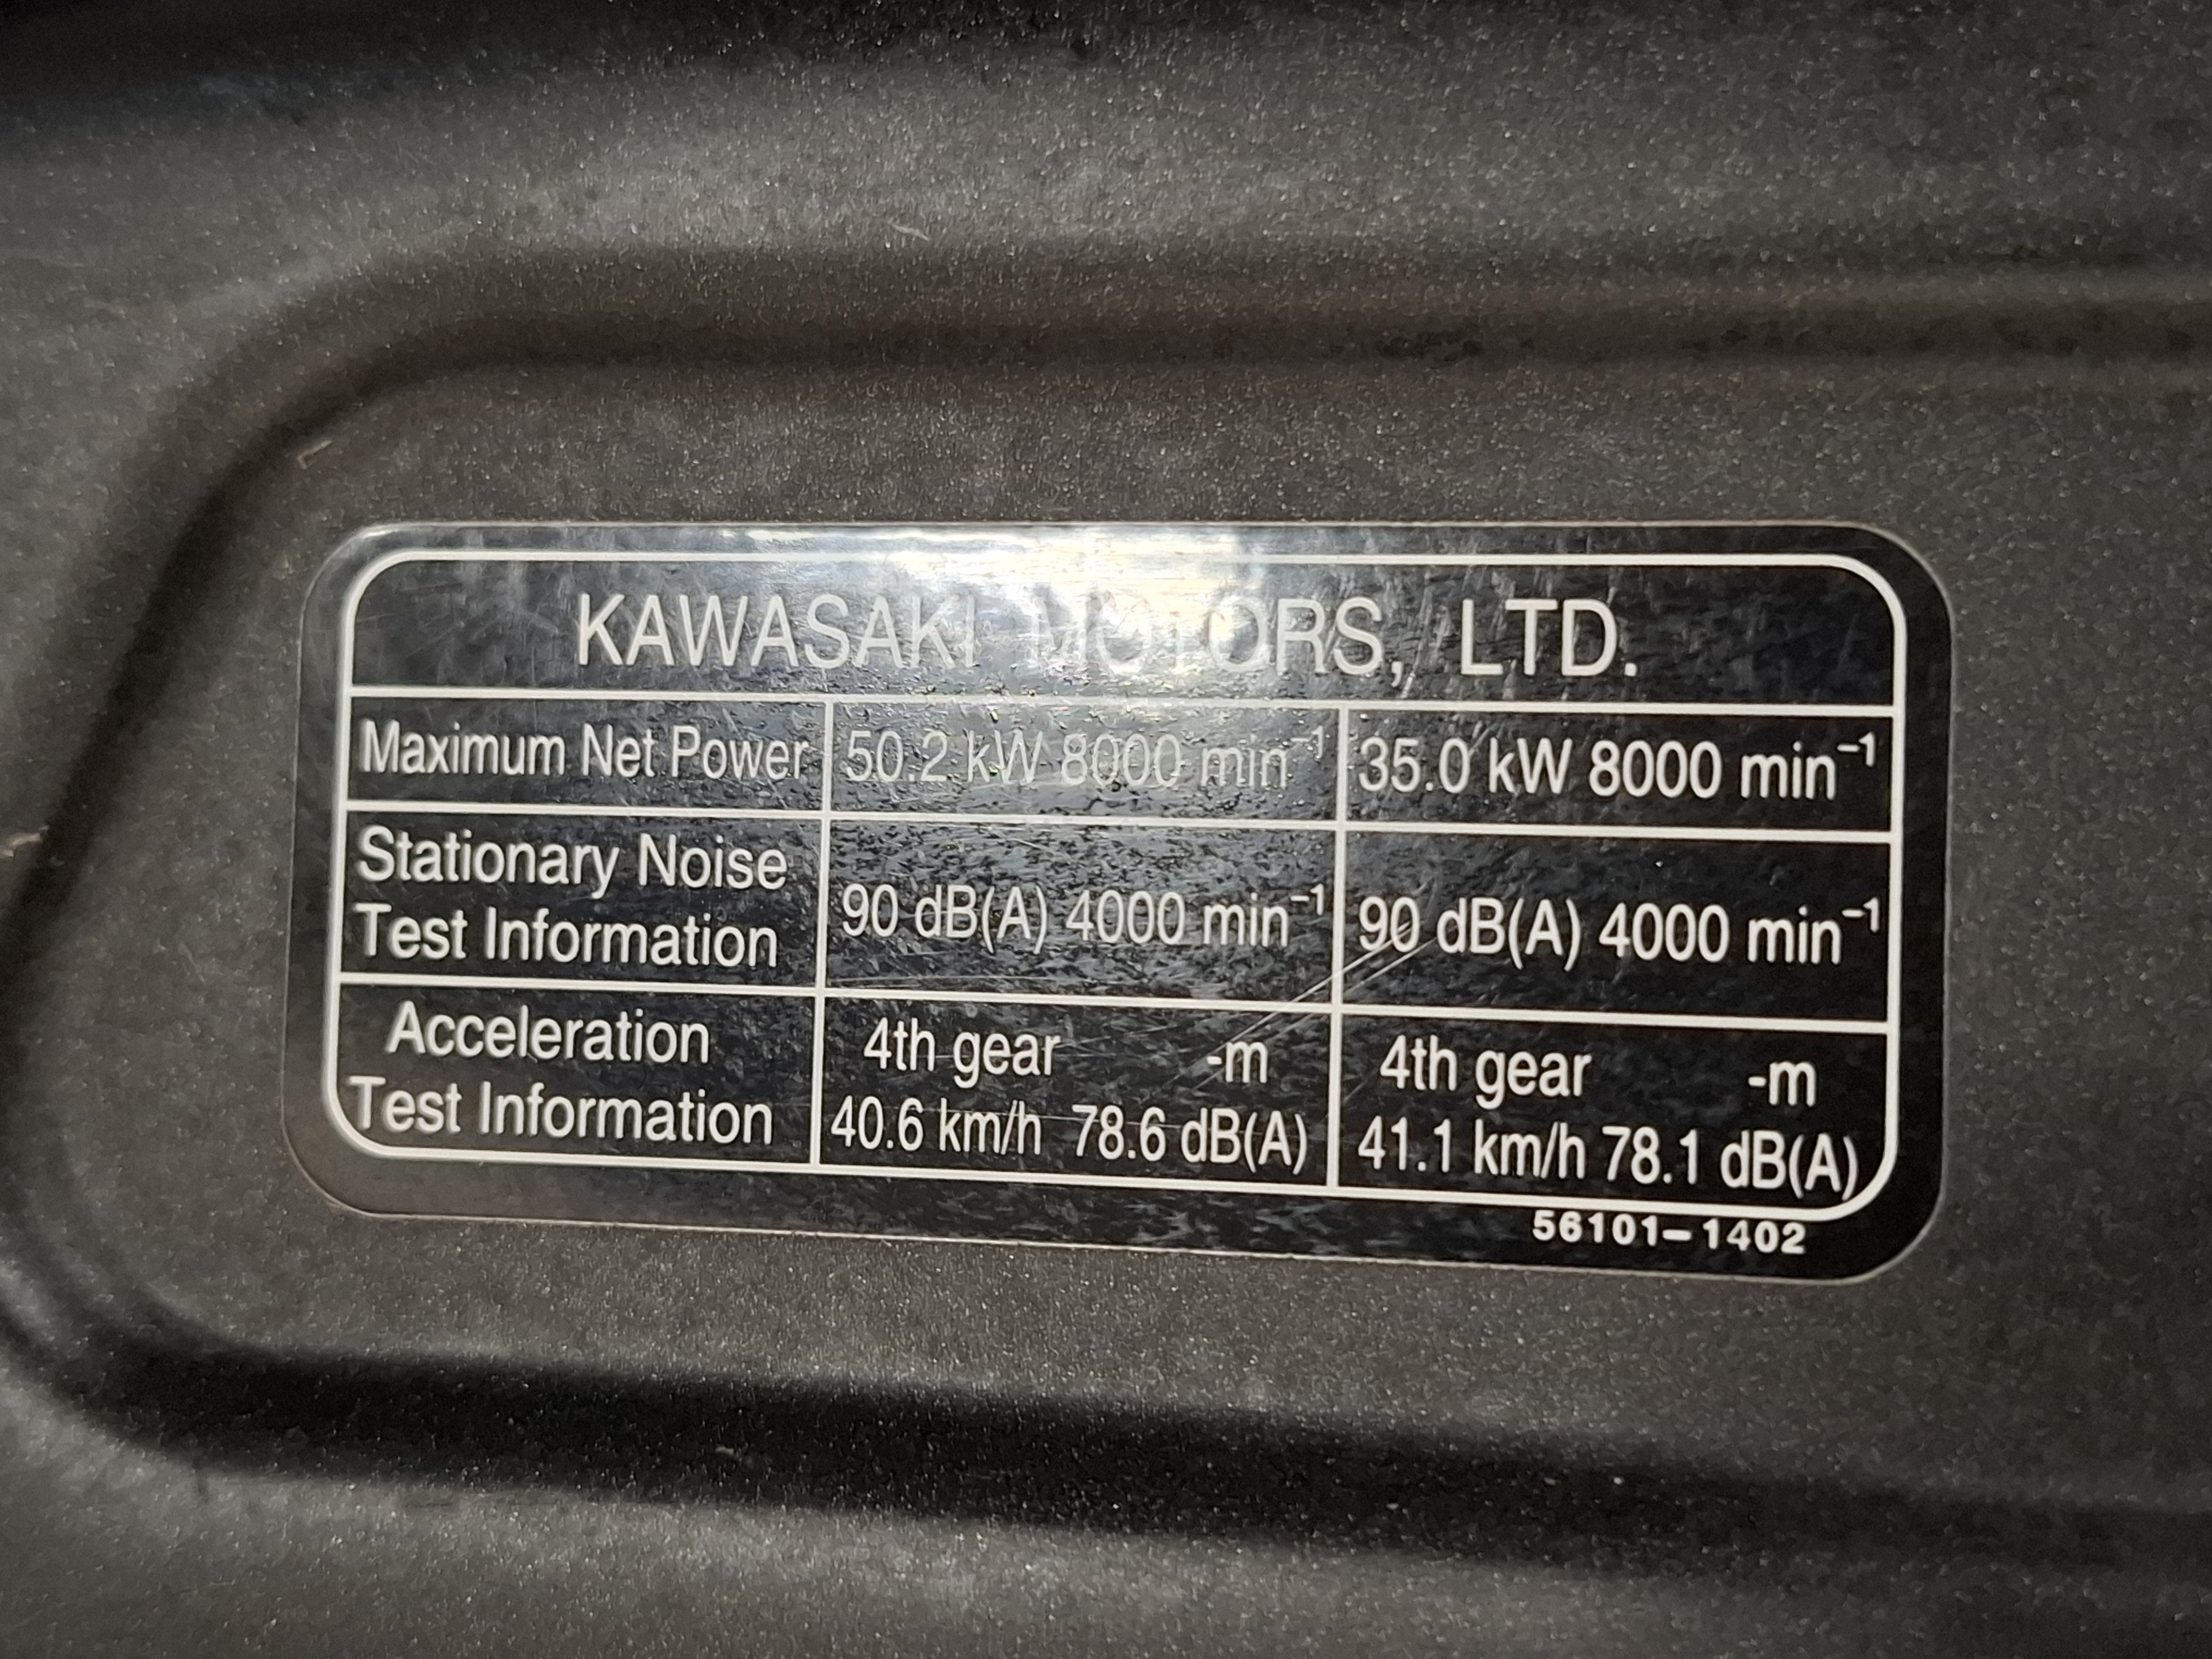 KAWASAKI MOTORS, LTD.
Maximum Net Power 50.2 kW 8000 min⁻¹ 35.0 kW 8000 min⁻¹
Stationary Noise
Test Information 90 dB(A) 4000 min⁻¹ 90 dB(A) 4000 min⁻¹
Acceleration 4th gear -m 4th gear -m
Test Information 40.6 km/h 78.6 dB(A) 41.1 km/h 78.1 dB(A)
56101-1402